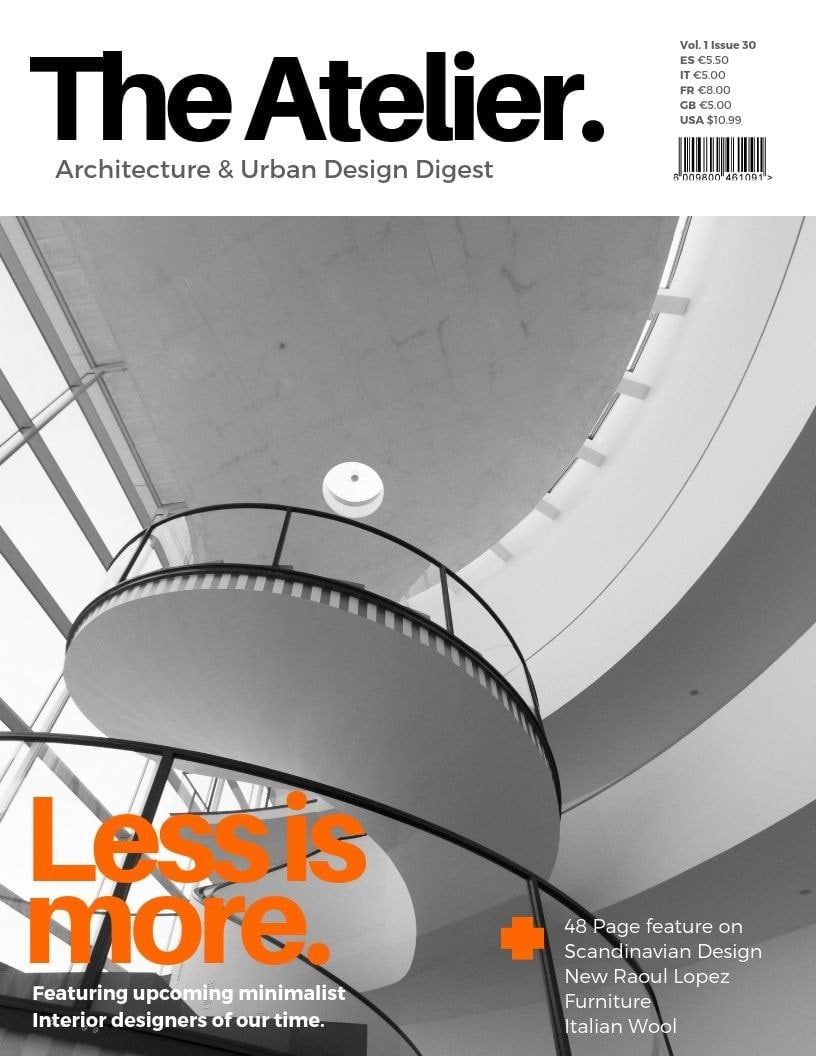 The Atelier.
Architecture & Urban Design Digest
Vol. 1 Issue 30
ES €5.50
IT €5.00
FR €8.00
GB €5.00
USA $10.99
6 009800 461091 >
Less is
more.
Featuring upcoming minimalist
Interior designers of our time.
48 Page feature on
Scandinavian Design
New Raoul Lopez
Furniture
Italian Wool